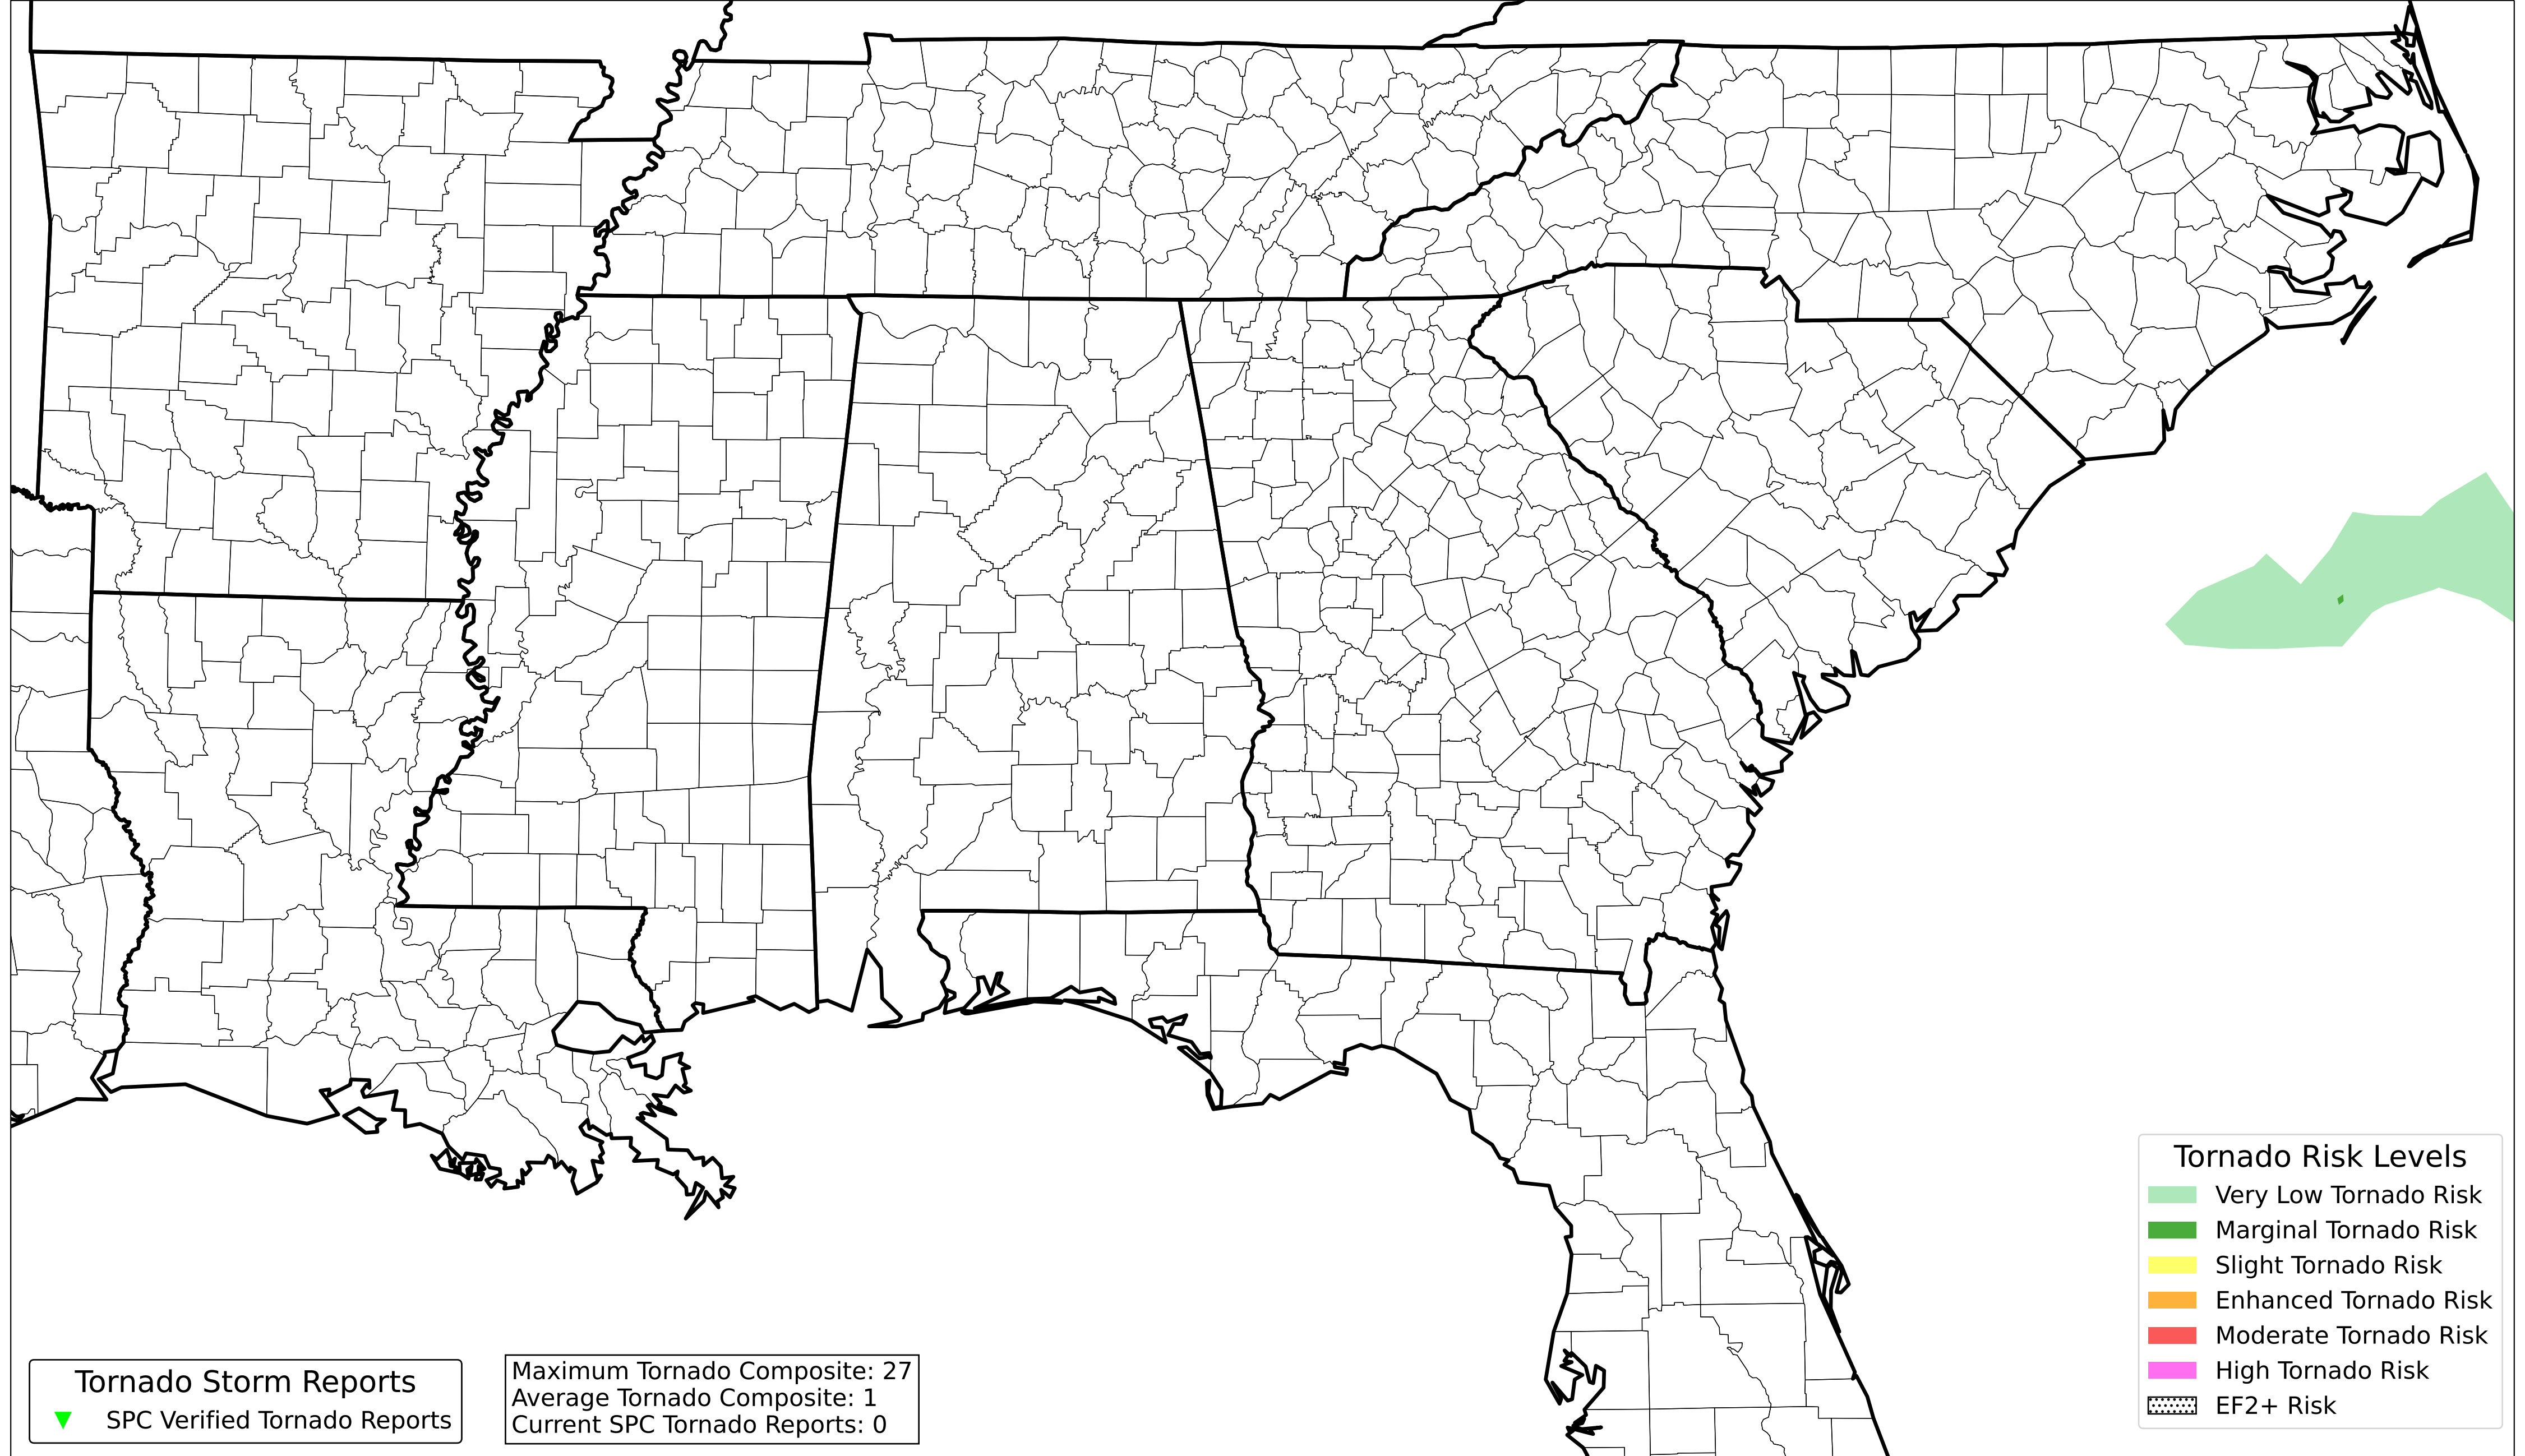 Tornado Risk Levels
Very Low Tornado Risk
Marginal Tornado Risk
Slight Tornado Risk
Enhanced Tornado Risk
Moderate Tornado Risk
High Tornado Risk
EF2+ Risk
Tornado Storm Reports
SPC Verified Tornado Reports
Maximum Tornado Composite: 27
Average Tornado Composite: 1
Current SPC Tornado Reports: 0